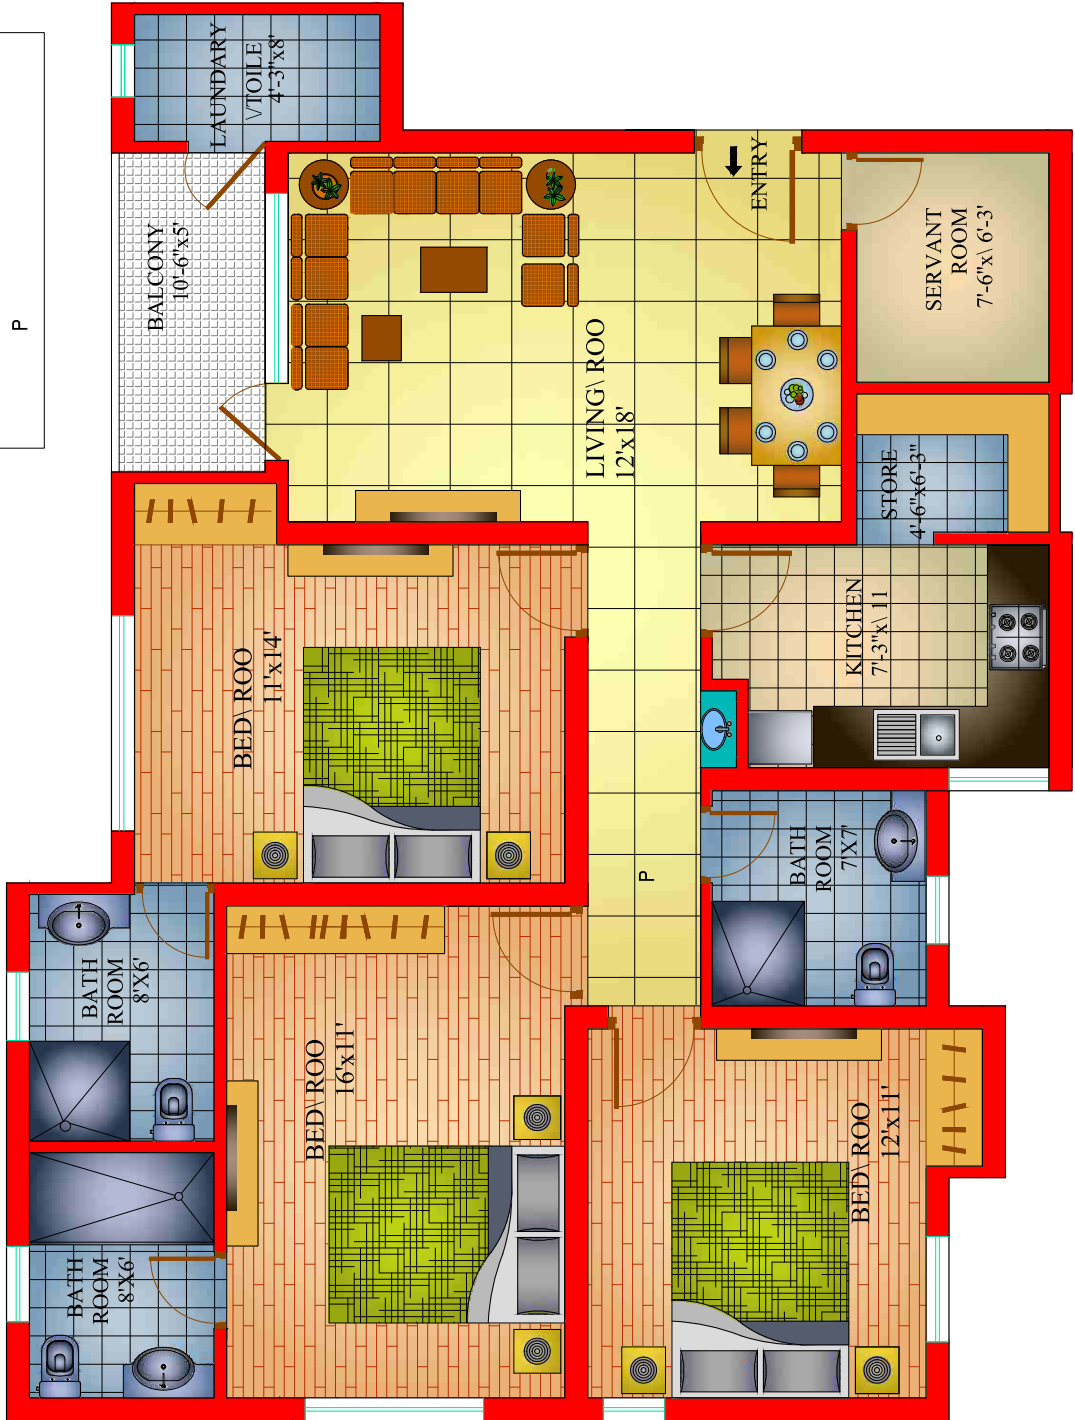 LAUNDARY
\/TOILE
4'-3"x8'
BALCONY
10'-6"x5'
P
ENTRY
SERVANT
ROOM
7'-6"x\ 6'-3'
LIVING\ ROO
12'x18'
STORE
4'-6"x6'-3"
KITCHEN
7'-3"x\ 11
BED\ ROO
11'x14'
BATH
ROOM
7'X7'
P
BATH
ROOM
8'X6'
BED\ ROO
16'x11'
BED\ ROO
12'x11'
BATH
ROOM
8'X6'